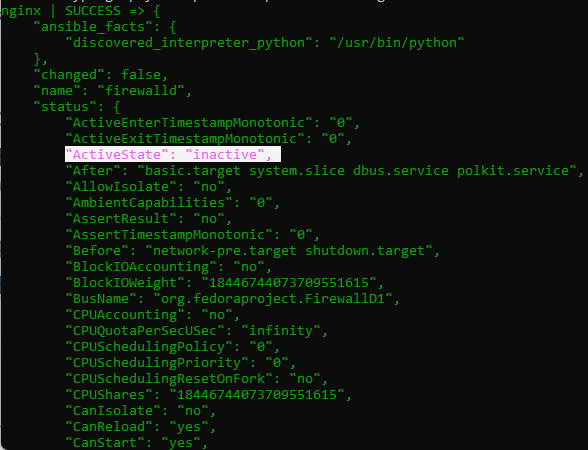 nginx | SUCCESS => {
"ansible_facts": {
"discovered_interpreter_python": "/usr/bin/python"
},
"changed": false,
"name": "firewalld",
"status": {
"ActiveEnterTimestampMonotonic": "0",
"ActiveExitTimestampMonotonic": "0",
"ActiveState": "inactive",
"After": "basic.target system.slice dbus.service polkit.service",
"AllowIsolate": "no",
"AmbientCapabilities": "0",
"AssertResult": "no",
"AssertTimestampMonotonic": "0",
"Before": "network-pre.target shutdown.target",
"BlockIOAccounting": "no",
"BlockIOWeight": "18446744073709551615",
"BusName": "org.fedoraproject.FirewallD1",
"CPUAccounting": "no",
"CPUQuotaPerSecUSec": "infinity",
"CPUSchedulingPolicy": "0",
"CPUSchedulingPriority": "0",
"CPUSchedulingResetOnFork": "no",
"CPUShares": "18446744073709551615",
"CanIsolate": "no",
"CanReload": "yes",
"CanStart": "yes",